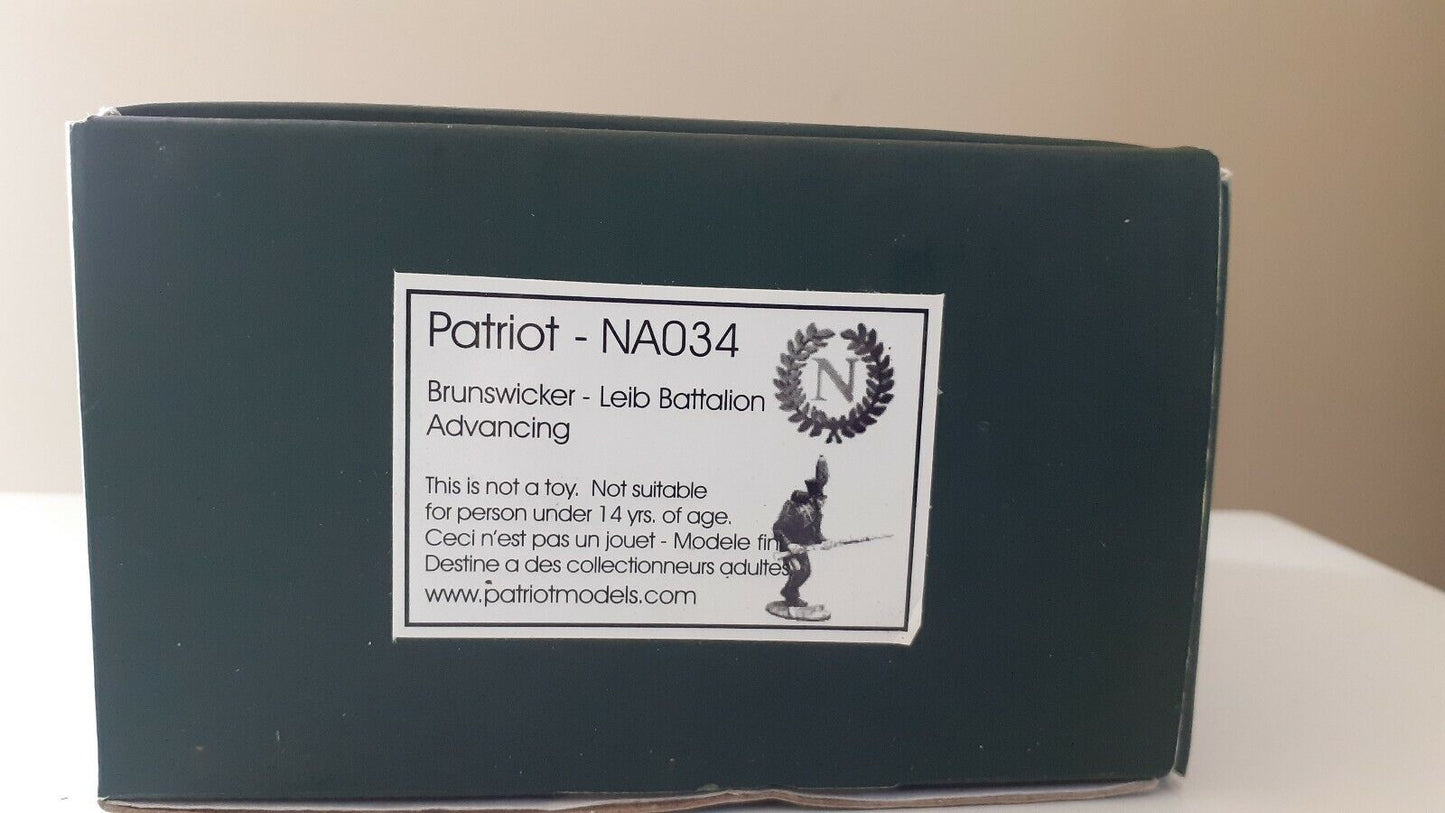 Patriot - NA034
N
Brunswicker - Leib Battalion
Advancing
This is not a toy. Not suitable
for person under 14 yrs. of age.
Ceci n'est pas un jouet - Modele fin
Destine a des collectionneurs adultes
www.patriotmodels.com